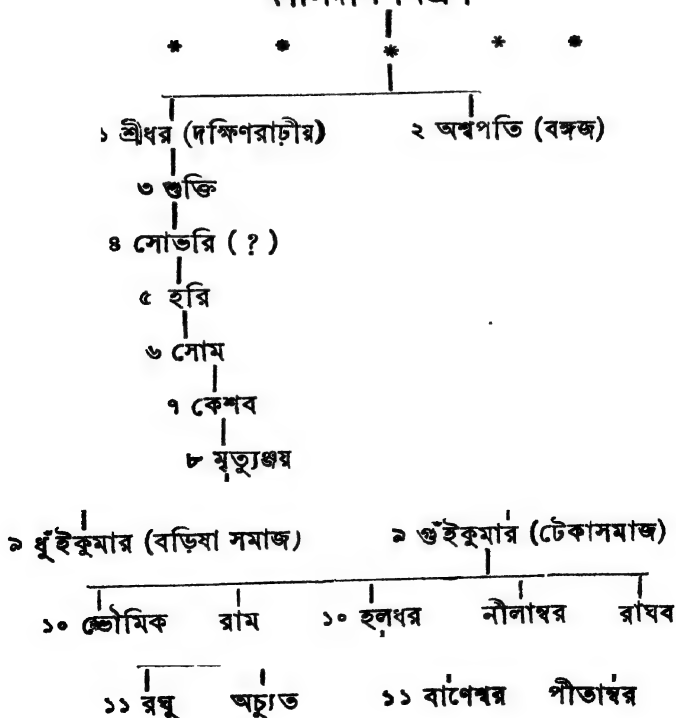 * * * * *
১ শ্রীধর (দক্ষিণরাঢ়ীয়) ২ অশ্বপতি (বঙ্গজ)
৩ শুক্তি
৪ সোভরি ( ? )
৫ হরি
৬ সোম
৭ কেশব
৮ মৃত্যুঞ্জয়
৯ ধুঁইকুমার (বড়িষা সমাজ) ৯ গুঁইকুমার (টেকাসমাজ)
১০ ভৌমিক রাম ১০ হলধর নীলাম্বর রাঘব
১১ রঘু অচ্যুত ১১ বাণেশ্বর পীতাম্বর